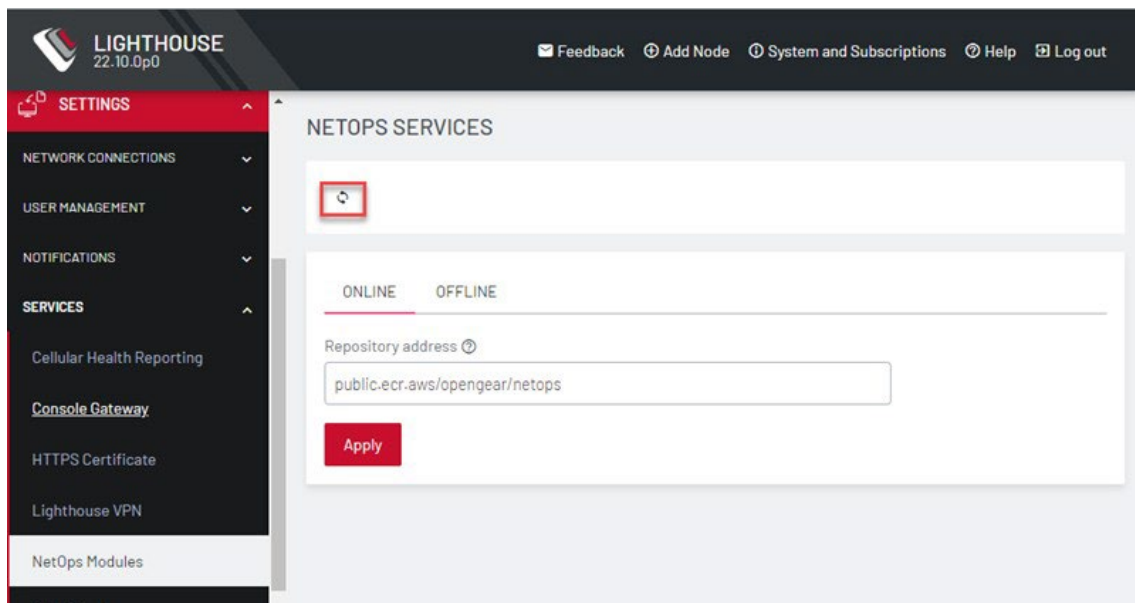 LIGHTHOUSE
22.10.0p0
Feedback Add Node System and Subscriptions Help Log out
SETTINGS
NETWORK CONNECTIONS
USER MANAGEMENT
NOTIFICATIONS
SERVICES
Cellular Health Reporting
Console Gateway
HTTPS Certificate
Lighthouse VPN
NetOps Modules
NETOPS SERVICES
ONLINE OFFLINE
Repository address
public.ecr.aws/opengear/netops
Apply